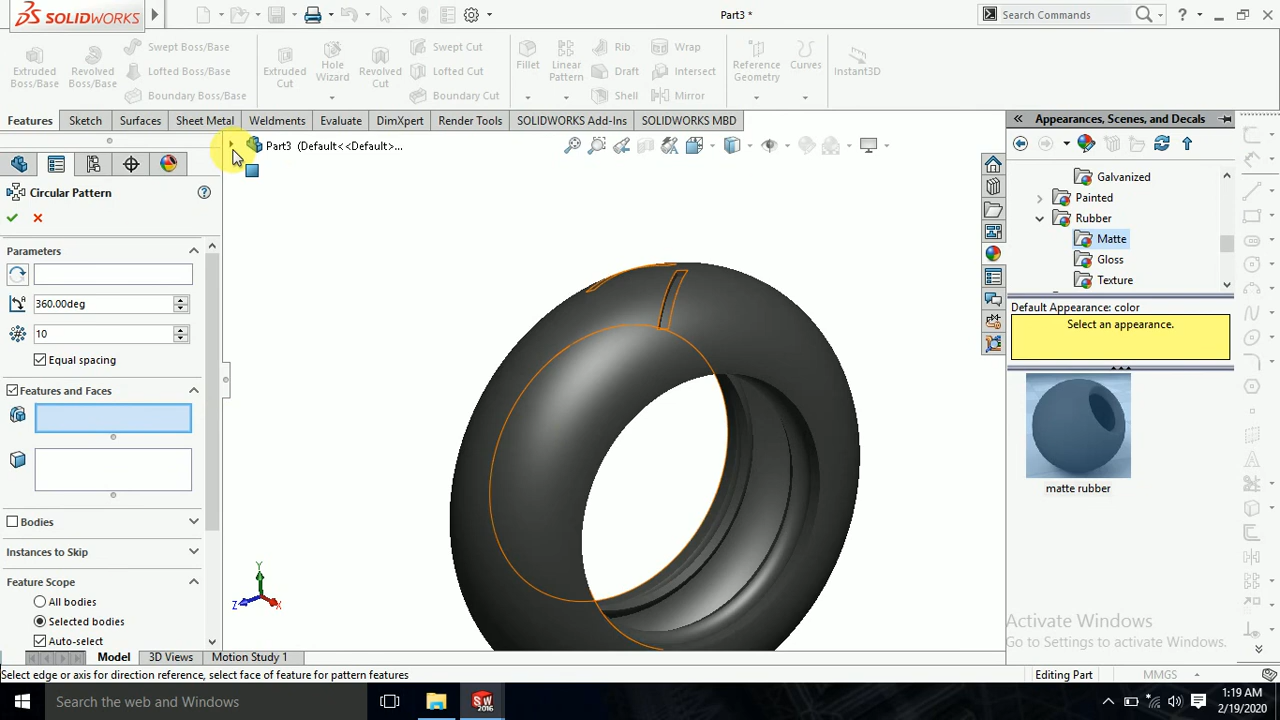 SOLIDWORKS
Part3 *
Search Commands
Extruded Boss/Base
Revolved Boss/Base
Swept Boss/Base
Lofted Boss/Base
Boundary Boss/Base
Extruded Cut
Hole Wizard
Revolved Cut
Swept Cut
Lofted Cut
Boundary Cut
Fillet
Linear Pattern
Rib
Draft
Shell
Wrap
Intersect
Mirror
Reference Geometry
Curves
Instant3D
Features Sketch Surfaces Sheet Metal Weldments Evaluate DimXpert Render Tools SOLIDWORKS Add-Ins SOLIDWORKS MBD
Part3 (Default<<Default>...
Circular Pattern
Parameters
360.00deg
10
Equal spacing
Features and Faces
Bodies
Instances to Skip
Feature Scope
All bodies
Selected bodies
Auto-select
Y
Z
X
Appearances, Scenes, and Decals
Galvanized
Painted
Rubber
Matte
Gloss
Texture
Default Appearance: color
Select an appearance.
matte rubber
Activate Windows
Go to Settings to activate Windows.
Model 3D Views Motion Study 1
Select edge or axis for direction reference, select face of feature for pattern features
Editing Part
MMGS
Search the web and Windows
SW
2016
1:19 AM
2/19/2020